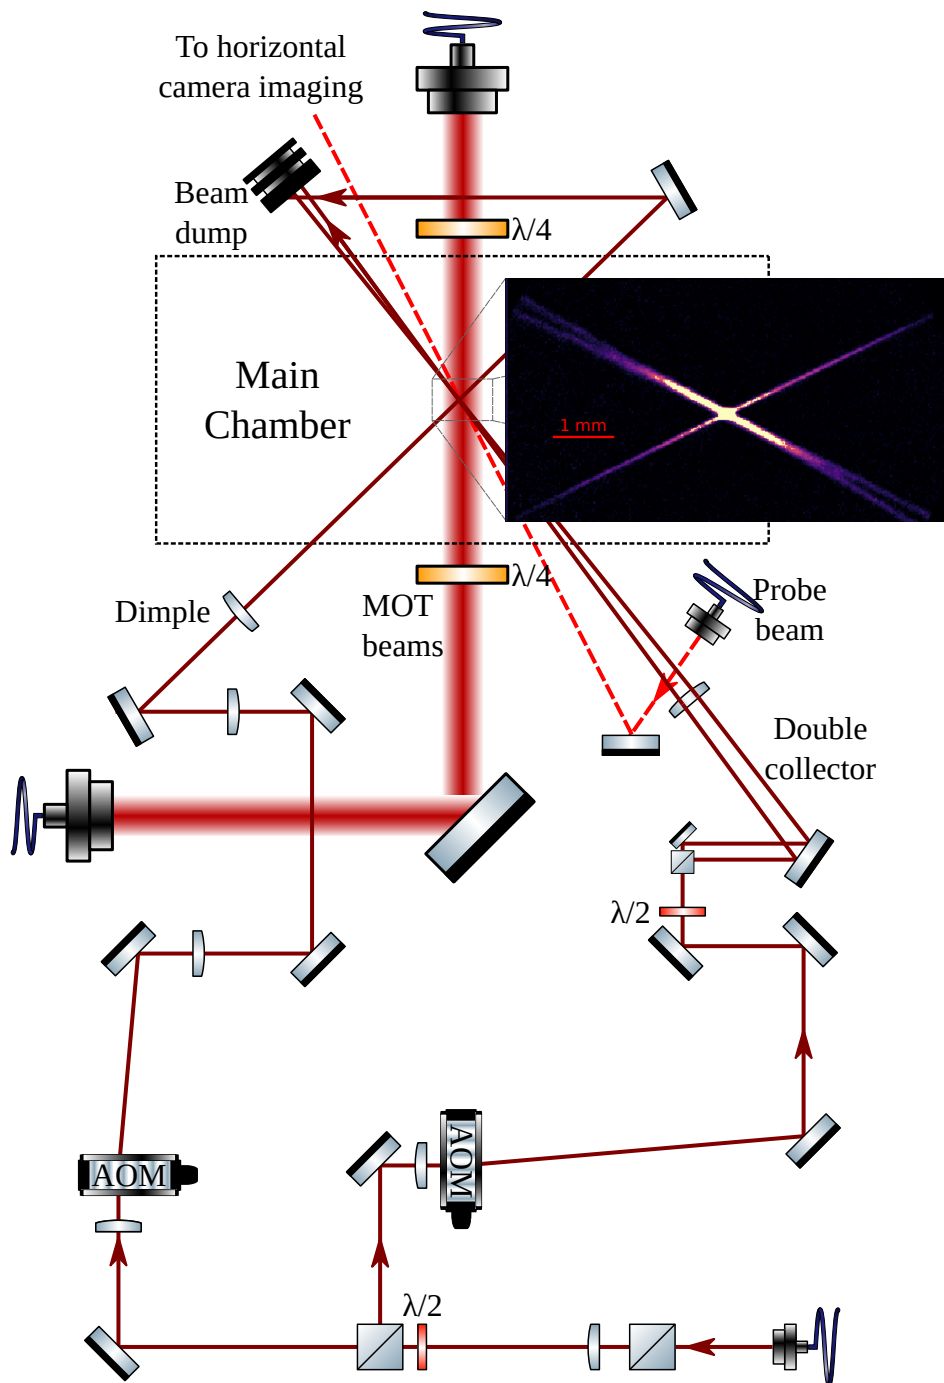 To horizontal
camera imaging
Beam
dump
λ/4
Main
Chamber
1 mm
λ/4
Dimple
MOT
beams
Probe
beam
Double
collector
λ/2
AOM
AOM
λ/2